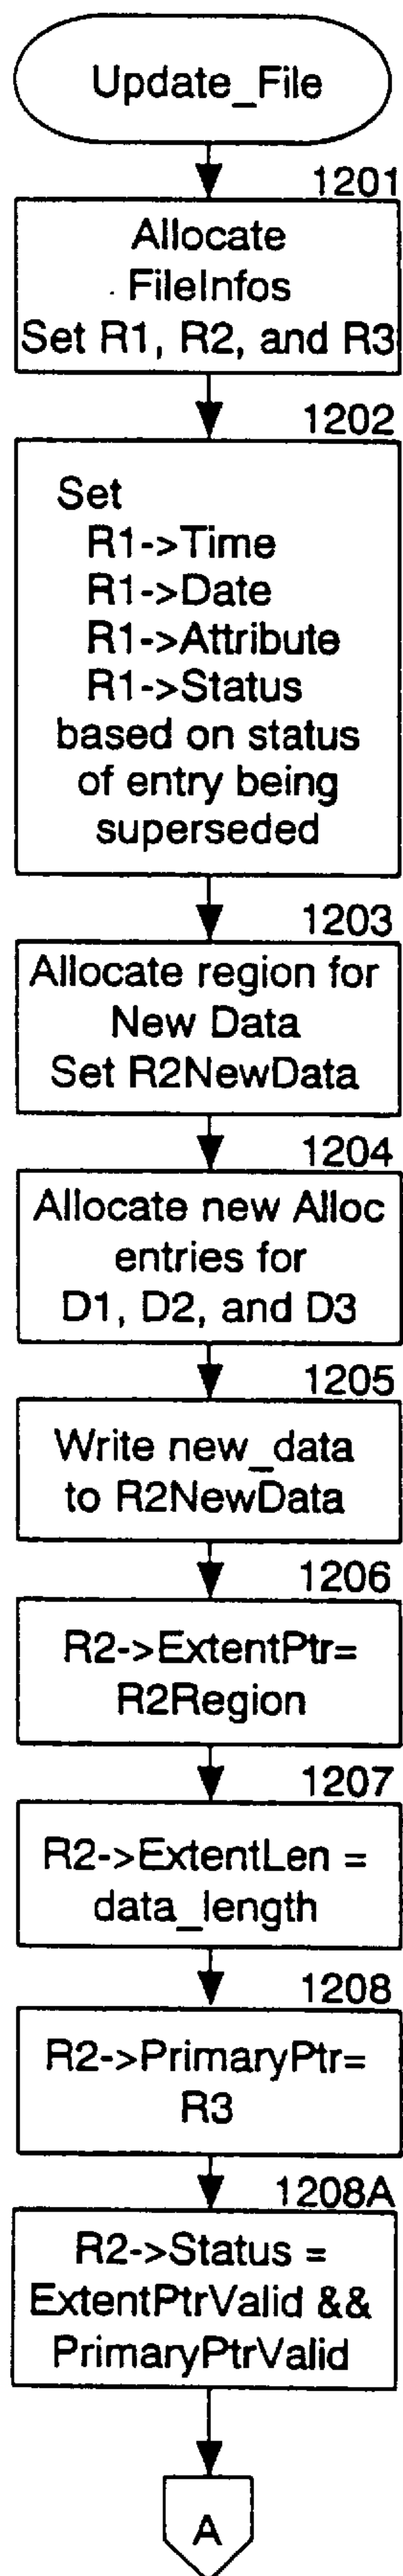 Update_File
1201
Allocate
FileInfos
Set R1, R2, and R3
1202
Set
R1->Time
R1->Date
R1->Attribute
R1->Status
based on status
of entry being
superseded
1203
Allocate region for
New Data
Set R2NewData
1204
Allocate new Alloc
entries for
D1, D2, and D3
1205
Write new_data
to R2NewData
1206
R2->ExtentPtr=
R2Region
1207
R2->ExtentLen =
data_length
1208
R2->PrimaryPtr=
R3
1208A
R2->Status =
ExtentPtrValid &&
PrimaryPtrValid
A